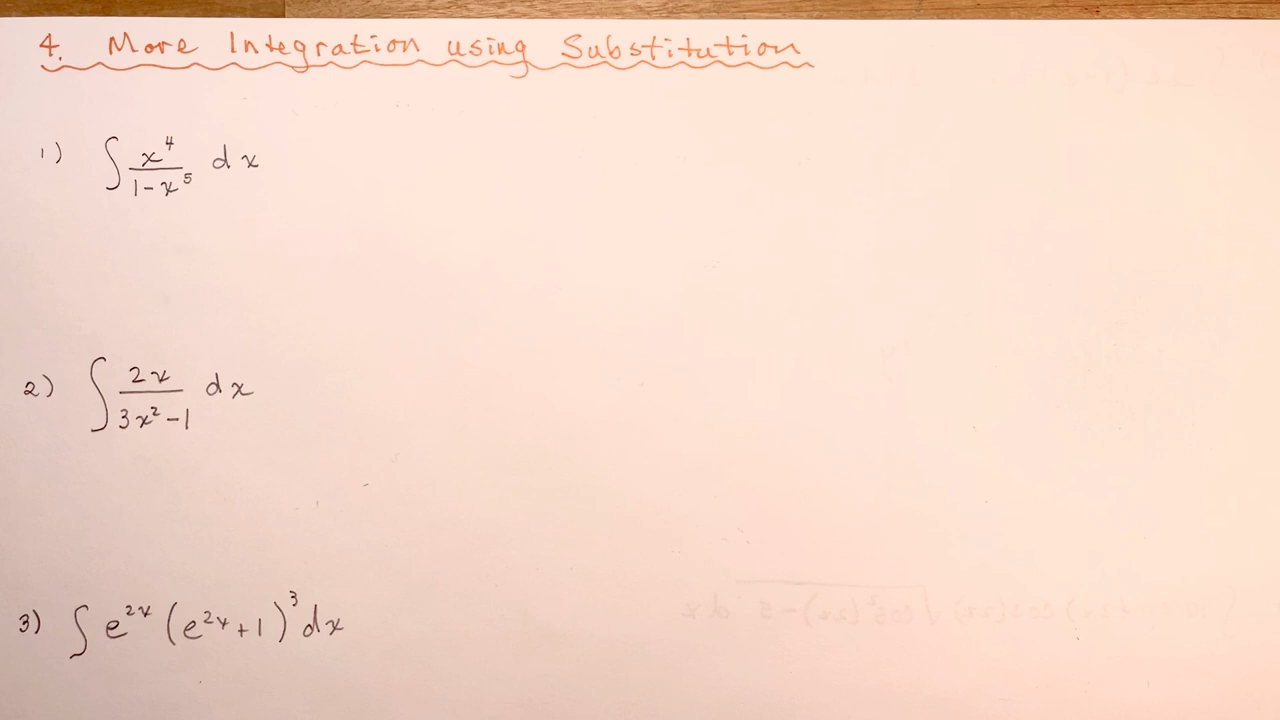 4. More Integration using Substitution
1) ∫ x⁴/(1-x⁵) dx
2) ∫ 2x/(3x²-1) dx
3) ∫ e²ˣ (e²ˣ+1)³ dx